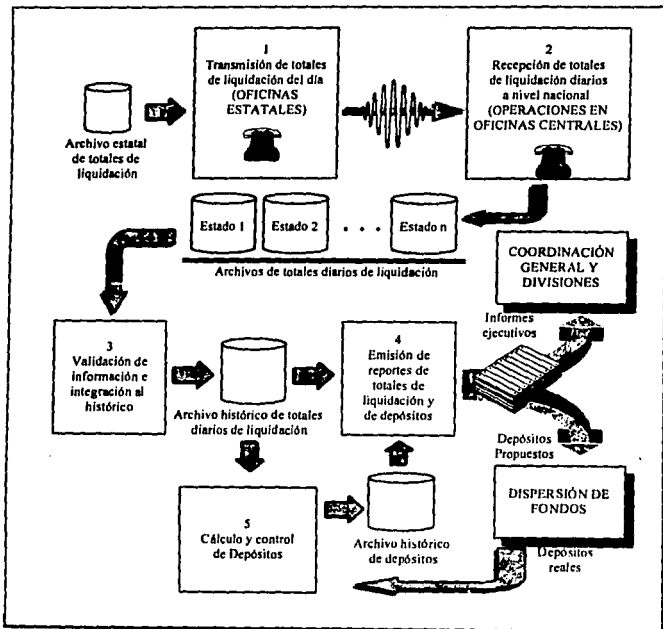 1
Transmisión de totales
de liquidación del día
(OFICINAS
ESTATALES)
2
Recepción de totales
de liquidación diarios
a nivel nacional
(OPERACIONES EN
OFICINAS CENTRALES)
Archivo estatal
de totales de
liquidación
Estado 1
Estado 2
. . .
Estado n
Archivos de totales diarios de liquidación
COORDINACIÓN
GENERAL Y
DIVISIONES
Informes
ejecutivos
3
Validación de
información e
integración al
histórico
Archivo histórico de totales
diarios de liquidación
4
Emisión de
reportes de
totales de
liquidación y
de depósitos
Depósitos
Propuestos
5
Cálculo y control
de Depósitos
Archivo histórico
de depósitos
DISPERSIÓN DE
FONDOS
Depósitos
reales